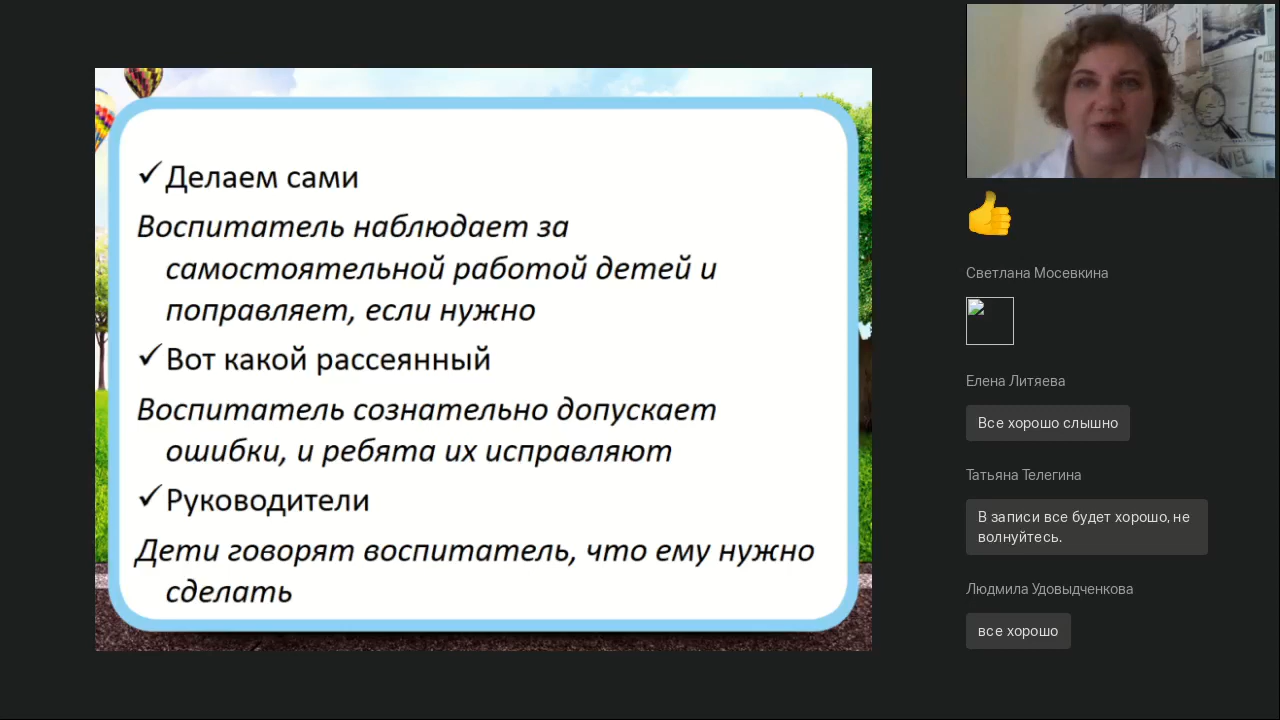 ✓Делаем сами
Воспитатель наблюдает за
самостоятельной работой детей и
поправляет, если нужно
✓Вот какой рассеянный
Воспитатель сознательно допускает
ошибки, и ребята их исправляют
✓Руководители
Дети говорят воспитатель, что ему нужно
сделать
Светлана Мосевкина
Елена Литяева
Все хорошо слышно
Татьяна Телегина
В записи все будет хорошо, не
волнуйтесь.
Людмила Удовыдченкова
все хорошо